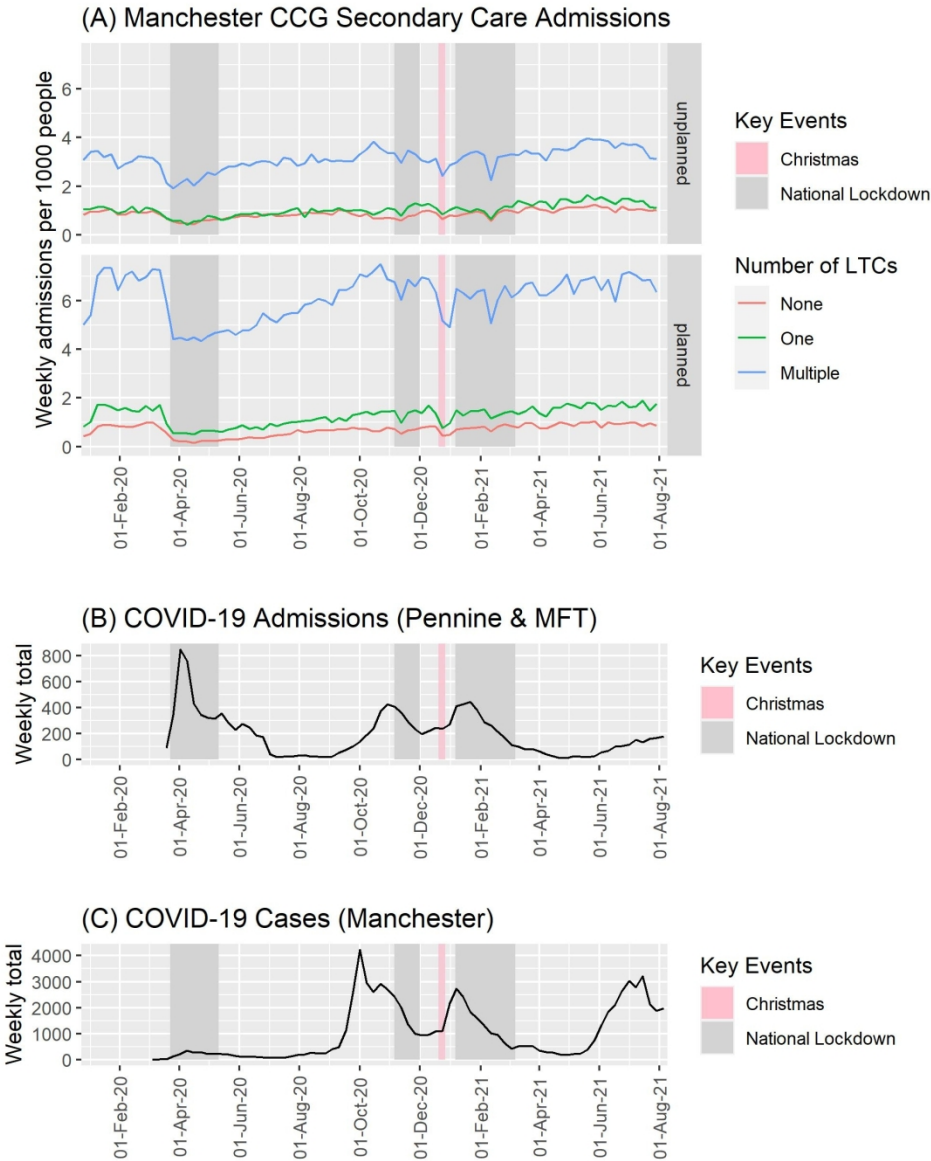 (A) Manchester CCG Secondary Care Admissions
Weekly admissions per 1000 people
6
4
2
0
unplanned
6
4
2
0
planned
01-Feb-20
01-Apr-20
01-Jun-20
01-Aug-20
01-Oct-20
01-Dec-20
01-Feb-21
01-Apr-21
01-Jun-21
01-Aug-21
Key Events
Christmas
National Lockdown
Number of LTCs
None
One
Multiple
(B) COVID-19 Admissions (Pennine & MFT)
Weekly total
800
600
400
200
0
01-Feb-20
01-Apr-20
01-Jun-20
01-Aug-20
01-Oct-20
01-Dec-20
01-Feb-21
01-Apr-21
01-Jun-21
01-Aug-21
Key Events
Christmas
National Lockdown
(C) COVID-19 Cases (Manchester)
Weekly total
4000
3000
2000
1000
0
01-Feb-20
01-Apr-20
01-Jun-20
01-Aug-20
01-Oct-20
01-Dec-20
01-Feb-21
01-Apr-21
01-Jun-21
01-Aug-21
Key Events
Christmas
National Lockdown